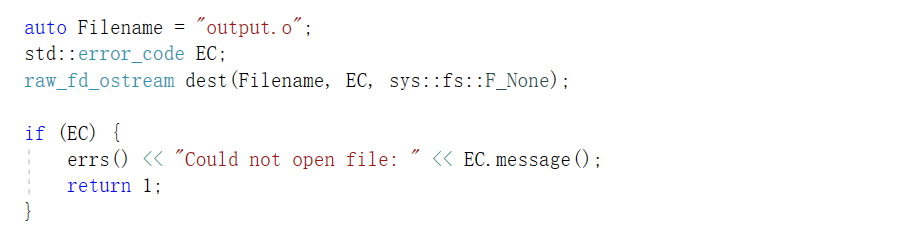 auto Filename = "output.o";
std::error_code EC;
raw_fd_ostream dest(Filename, EC, sys::fs::F_None);

if (EC) {
    errs() << "Could not open file: " << EC.message();
    return 1;
}